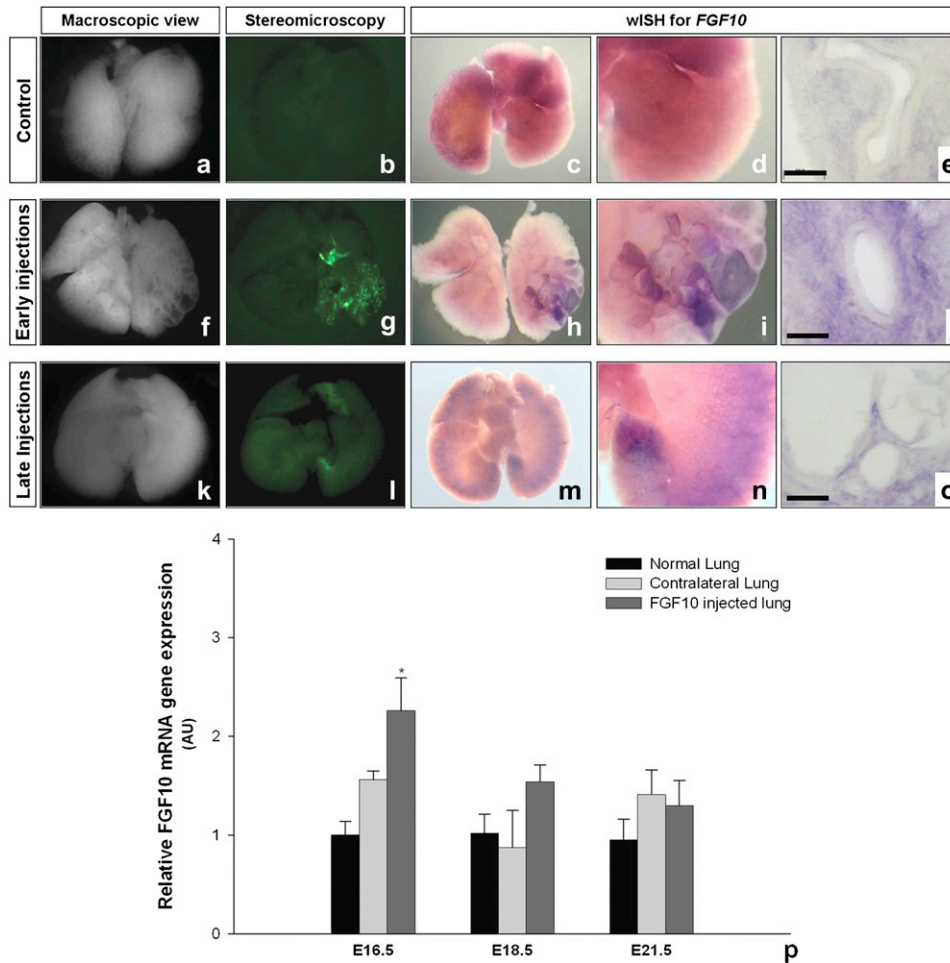 Macroscopic view
Stereomicroscopy
wISH for FGF10
Control
a
b
c
d
e
Early injections
f
g
h
i
Late Injections
k
l
m
n
o
Relative FGF10 mRNA gene expression
(AU)
4
3
2
1
0
Normal Lung
Contralateral Lung
FGF10 injected lung
*
E16.5
E18.5
E21.5
p